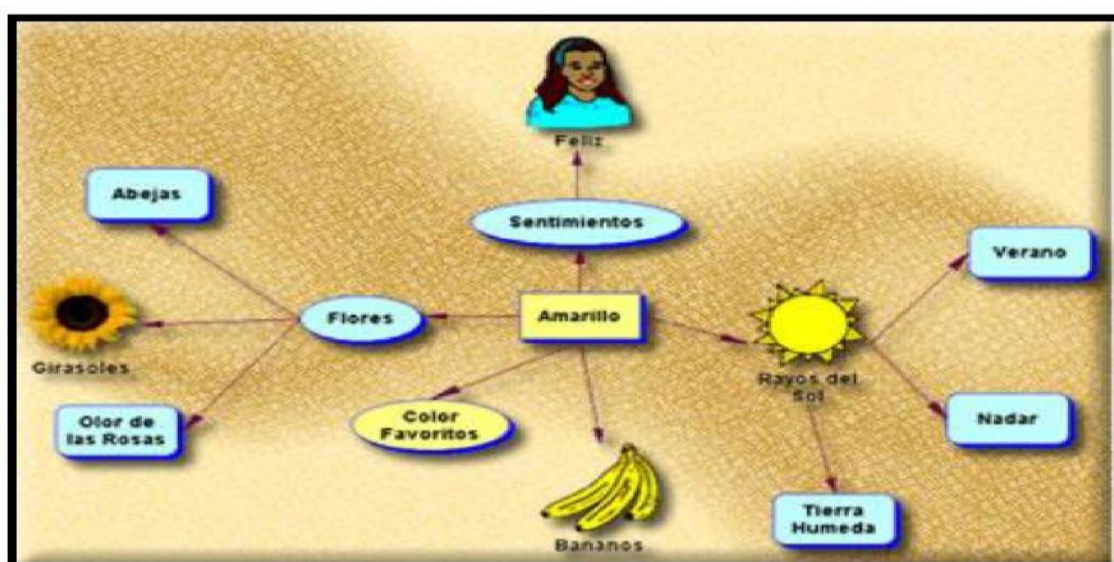 Feliz
Abejas
Sentimientos
Verano
Flores
Amarillo
Girasoles
Rayos del
Sol
Olor de
las Rosas
Color
Favoritos
Nadar
Tierra
Humeda
Bananos